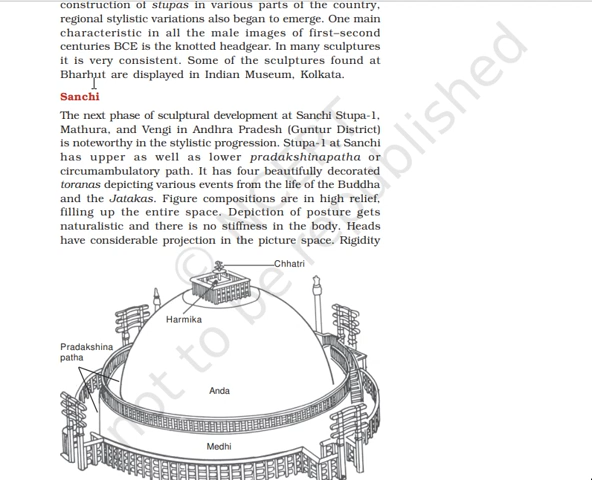 construction of stupas in various parts of the country,
regional stylistic variations also began to emerge. One main
characteristic in all the male images of first–second
centuries BCE is the knotted headgear. In many sculptures
it is very consistent. Some of the sculptures found at
Bharhut are displayed in Indian Museum, Kolkata.
Sanchi
The next phase of sculptural development at Sanchi Stupa-1,
Mathura, and Vengi in Andhra Pradesh (Guntur District)
is noteworthy in the stylistic progression. Stupa-1 at Sanchi
has upper as well as lower pradakshinapatha or
circumambulatory path. It has four beautifully decorated
toranas depicting various events from the life of the Buddha
and the Jatakas. Figure compositions are in high relief,
filling up the entire space. Depiction of posture gets
naturalistic and there is no stiffness in the body. Heads
have considerable projection in the picture space. Rigidity
Chhatri
Harmika
Pradakshina
patha
Anda
Medhi
© NCERT
not to be republished